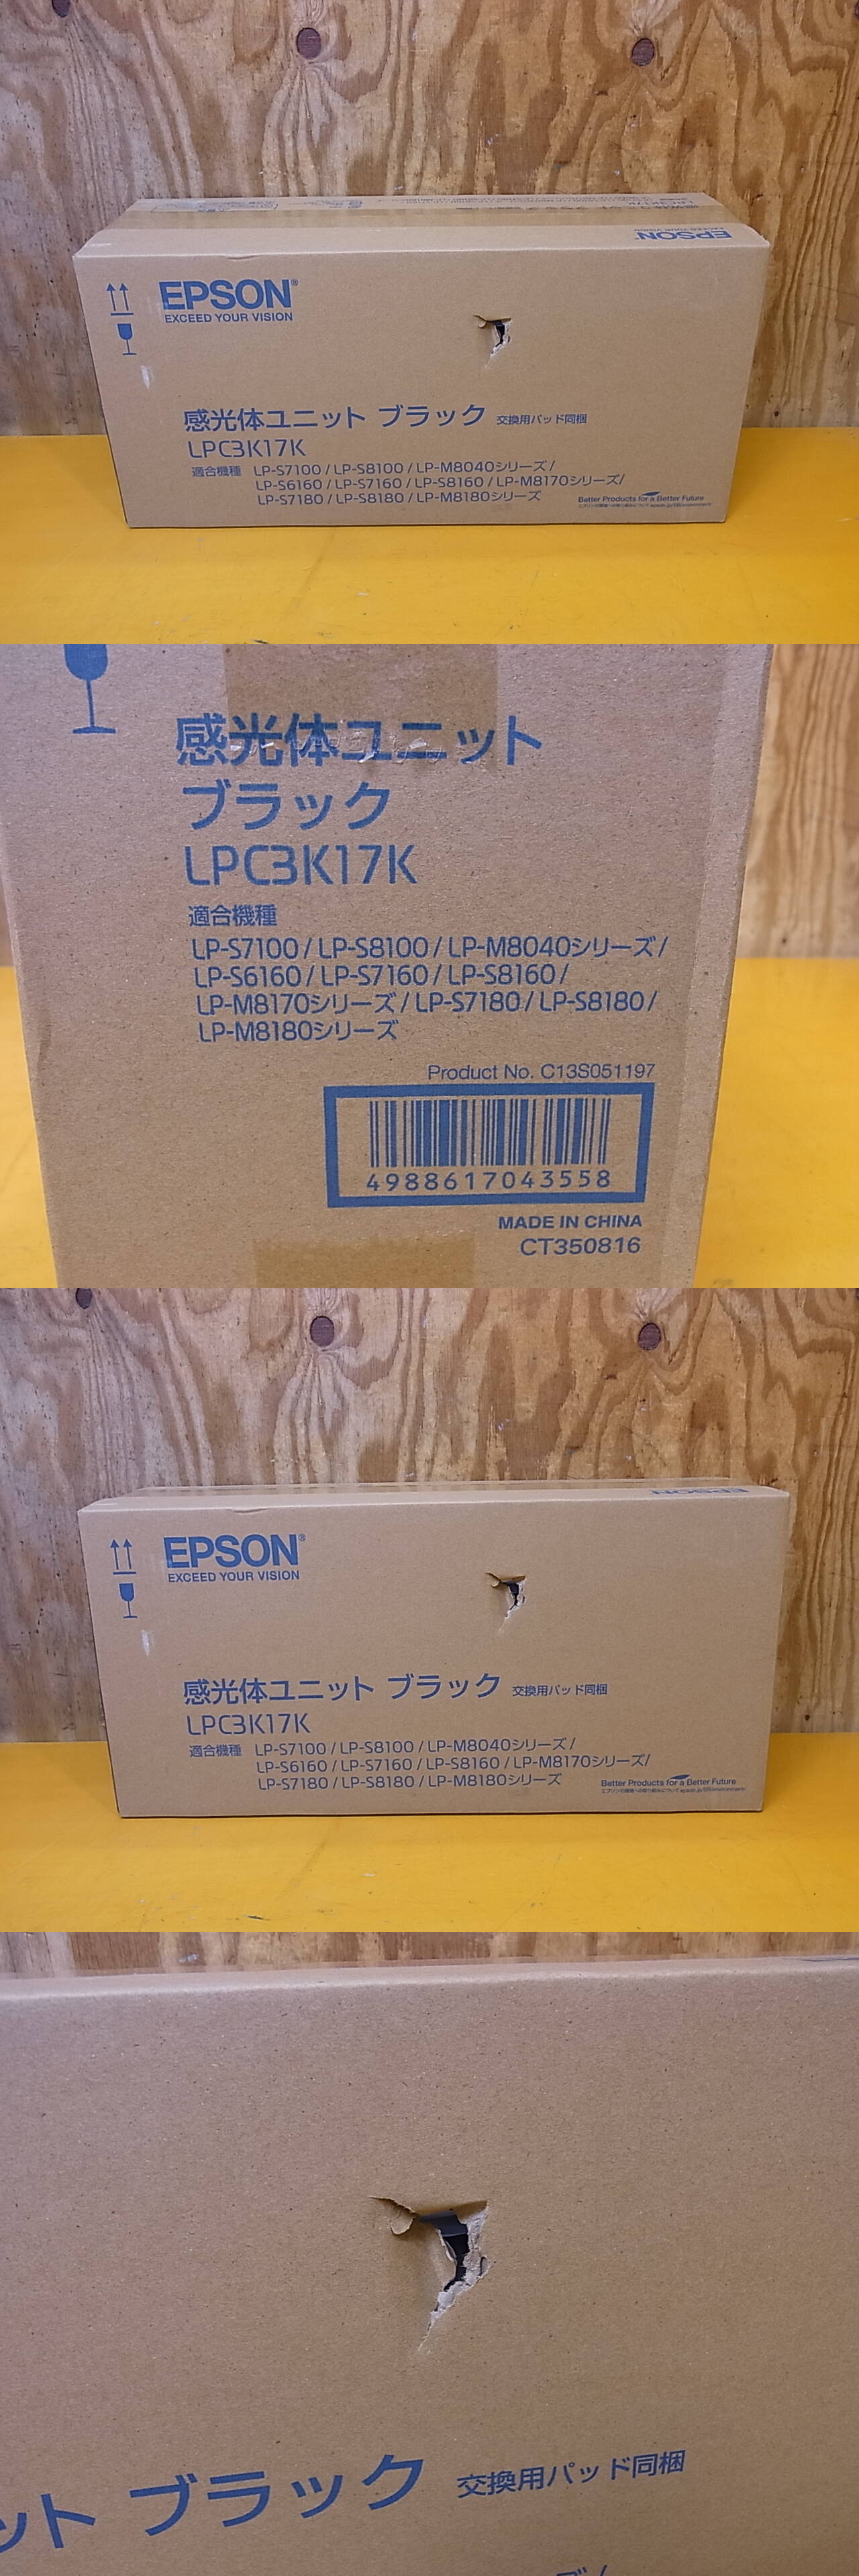 EPSON
EPSON®
EXCEED YOUR VISION
感光体ユニット ブラック 交換用パッド同梱
LPC3K17K
適合機種 LP-S7100 / LP-S8100 / LP-M8040シリーズ /
LP-S6160 / LP-S7160 / LP-S8160 / LP-M8170シリーズ/
LP-S7180 / LP-S8180 / LP-M8180シリーズ
Better Products for a Better Future
感光体ユニット
ブラック
LPC3K17K
適合機種
LP-S7100 / LP-S8100 / LP-M8040シリーズ /
LP-S6160 / LP-S7160 / LP-S8160 /
LP-M8170シリーズ / LP-S7180 / LP-S8180 /
LP-M8180シリーズ
Product No. C13S051197
4988617043558
MADE IN CHINA
CT350816
EPSON
EPSON®
EXCEED YOUR VISION
感光体ユニット ブラック 交換用パッド同梱
LPC3K17K
適合機種 LP-S7100 / LP-S8100 / LP-M8040シリーズ /
LP-S6160 / LP-S7160 / LP-S8160 / LP-M8170シリーズ/
LP-S7180 / LP-S8180 / LP-M8180シリーズ
Better Products for a Better Future
ット ブラック 交換用パッド同梱